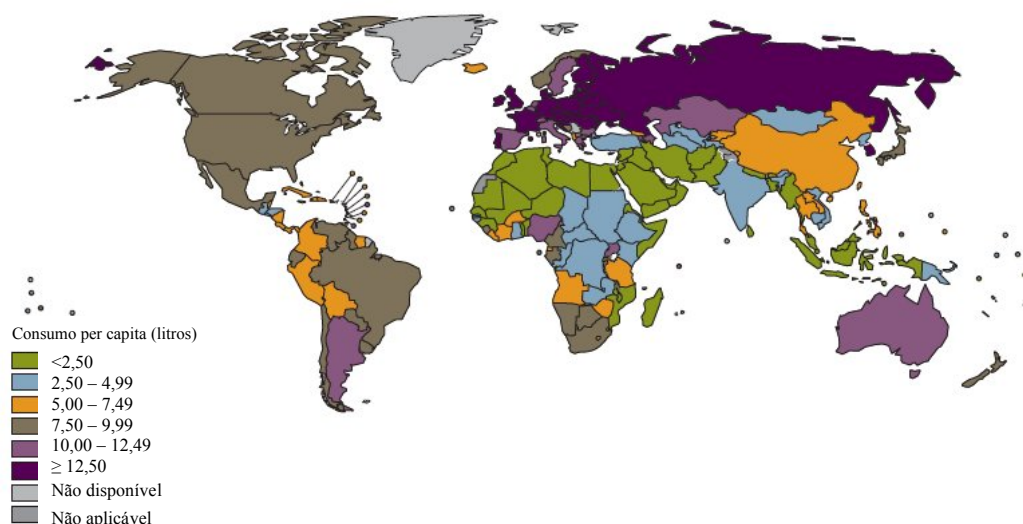 Consumo per capita (litros)
<2,50
2,50 – 4,99
5,00 – 7,49
7,50 – 9,99
10,00 – 12,49
≥ 12,50
Não disponível
Não aplicável